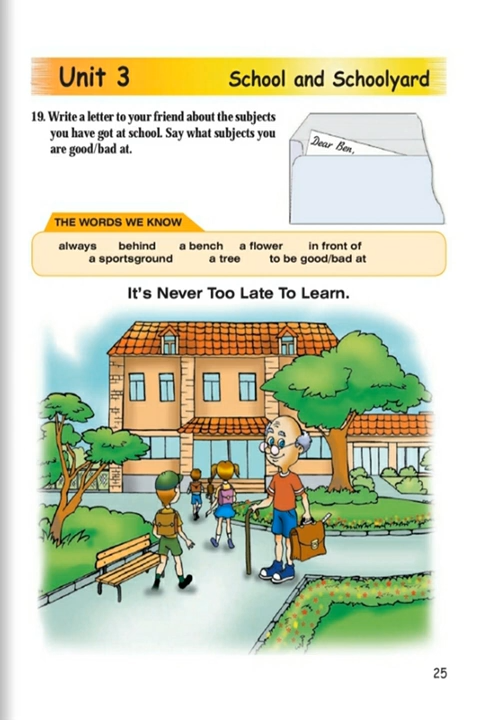 Unit 3
School and Schoolyard
19. Write a letter to your friend about the subjects
you have got at school. Say what subjects you
are good/bad at.
Dear Ben,
THE WORDS WE KNOW
always behind a bench a flower in front of
a sportsground a tree to be good/bad at
It's Never Too Late To Learn.
25